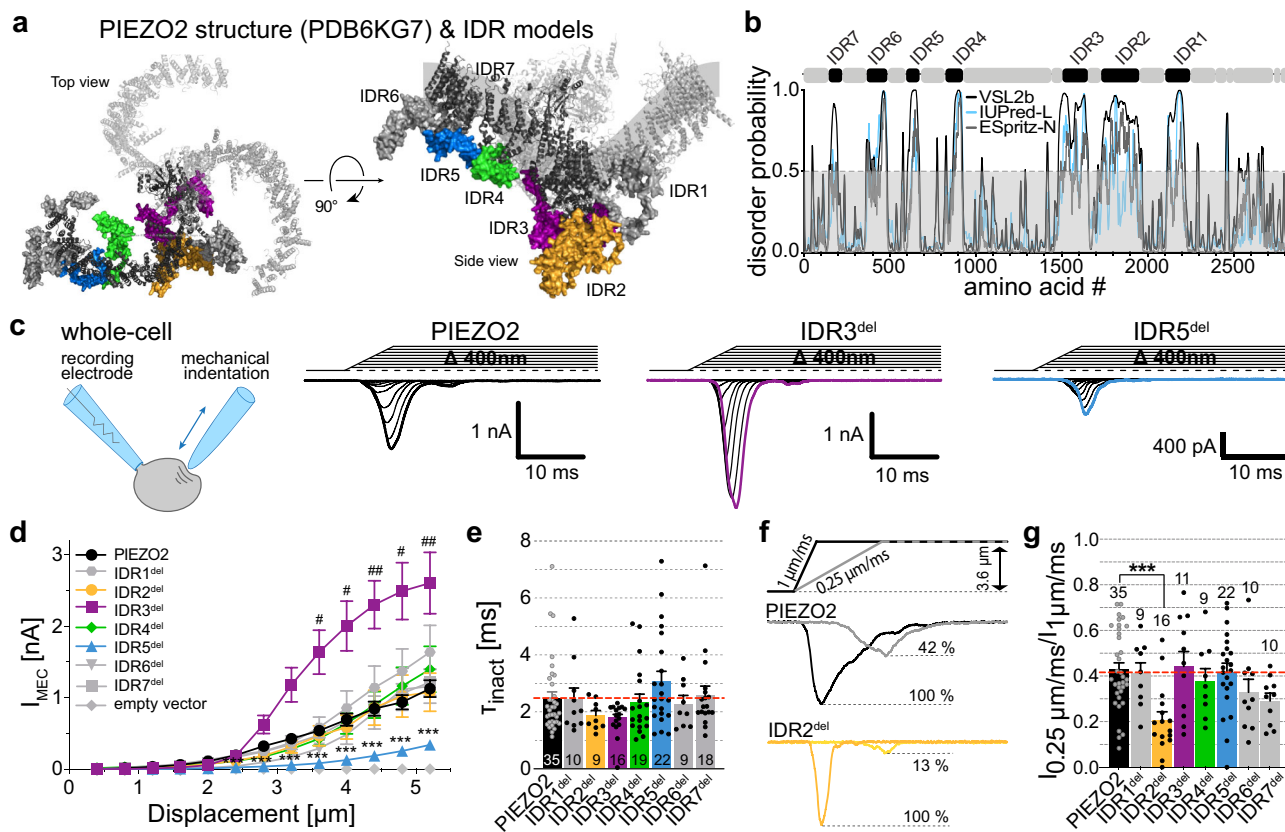 a
PIEZO2 structure (PDB6KG7) & IDR models
Top view
90°
IDR7
IDR6
IDR5
IDR4
IDR3
IDR1
Side view
IDR2
b
IDR7 IDR6 IDR5 IDR4 IDR3 IDR2 IDR1
VSL2b
IUPred-L
ESpritz-N
disorder probability
1.0
0.5
0.0
0 500 1000 1500 2000 2500
amino acid #
c
whole-cell
recording electrode
mechanical indentation
PIEZO2
Δ 400nm
1 nA
10 ms
IDR3del
Δ 400nm
1 nA
10 ms
IDR5del
Δ 400nm
400 pA
10 ms
d
PIEZO2
IDR1del
IDR2del
IDR3del
IDR4del
IDR5del
IDR6del
IDR7del
empty vector
# ## # ## # ##
*** *** *** *** *** *** *** ***
IMEC [nA]
3
2
1
0
0 1 2 3 4 5
Displacement [µm]
e
Tinact [ms]
8
6
4
2
0
35 10 9 16 19 22 9 18
PIEZO2 IDR1del IDR2del IDR3del IDR4del IDR5del IDR6del IDR7del
f
1 µm/ms
0.25 µm/ms
3.6 µm
PIEZO2
42 %
100 %
IDR2del
13 %
100 %
g
I0.25 µm/ms/I1µm/ms
1.0
0.8
0.6
0.4
0.2
0.0
***
35 9 16 11 9 22 10 10
PIEZO2 IDR1del IDR2del IDR3del IDR4del IDR5del IDR6del IDR7del